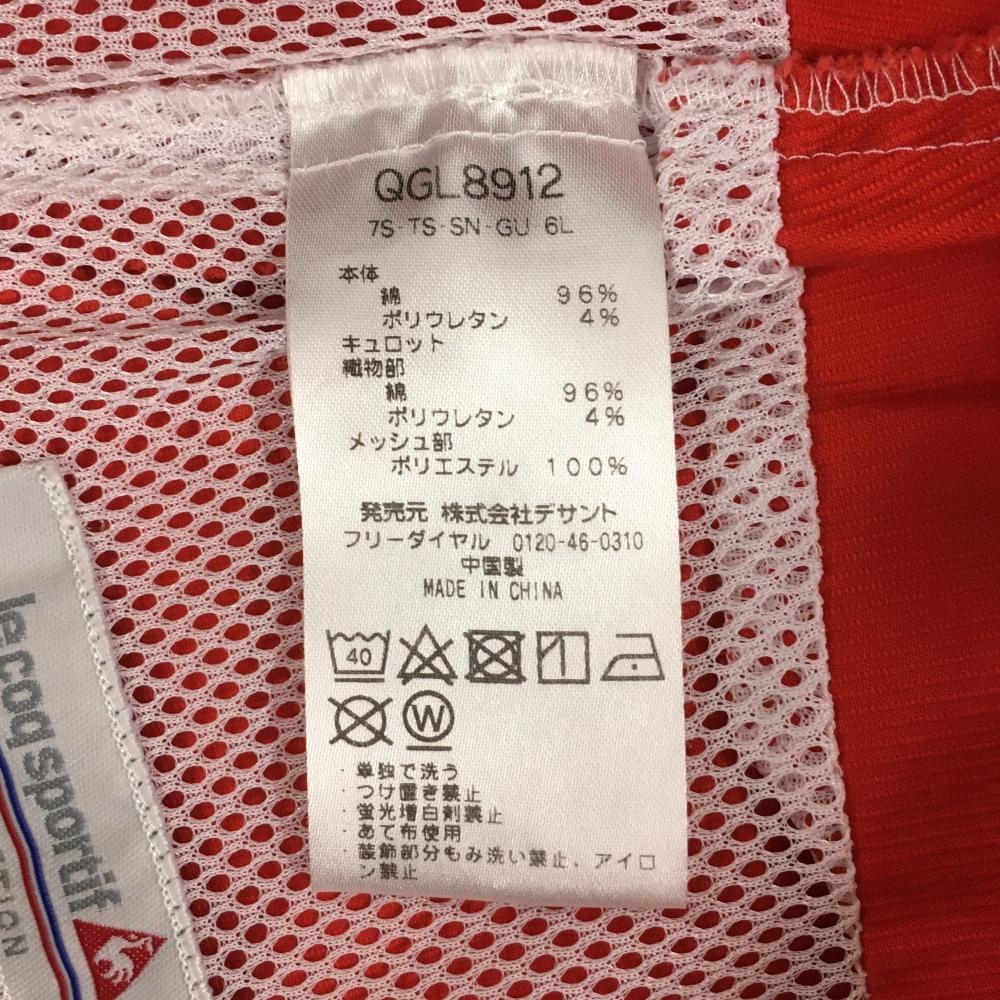 QGL8912
7S-TS-SN-GU 6L
本体
綿 96%
ポリウレタン 4%
キュロット
織物部
綿 96%
ポリウレタン 4%
メッシュ部
ポリエステル 100%
発売元 株式会社デサント
フリーダイヤル 0120-46-0310
中国製
MADE IN CHINA
40
W
・単独で洗う
・つけ置き禁止
・蛍光増白剤禁止
・あて布使用
・装飾部分もみ洗い禁止、アイロ
ン禁止
le coq sportif